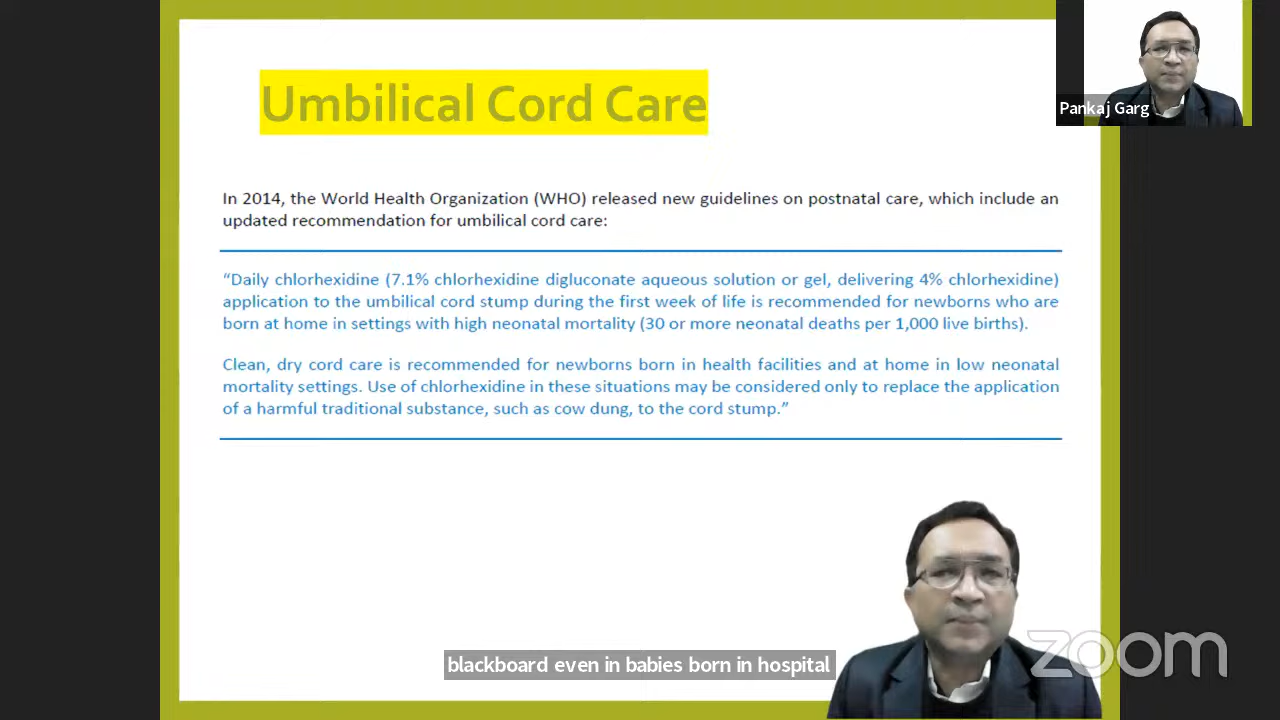 Umbilical Cord Care
Pankaj Garg
In 2014, the World Health Organization (WHO) released new guidelines on postnatal care, which include an
updated recommendation for umbilical cord care:
“Daily chlorhexidine (7.1% chlorhexidine digluconate aqueous solution or gel, delivering 4% chlorhexidine)
application to the umbilical cord stump during the first week of life is recommended for newborns who are
born at home in settings with high neonatal mortality (30 or more neonatal deaths per 1,000 live births).
Clean, dry cord care is recommended for newborns born in health facilities and at home in low neonatal
mortality settings. Use of chlorhexidine in these situations may be considered only to replace the application
of a harmful traditional substance, such as cow dung, to the cord stump.”
zoom
blackboard even in babies born in hospital